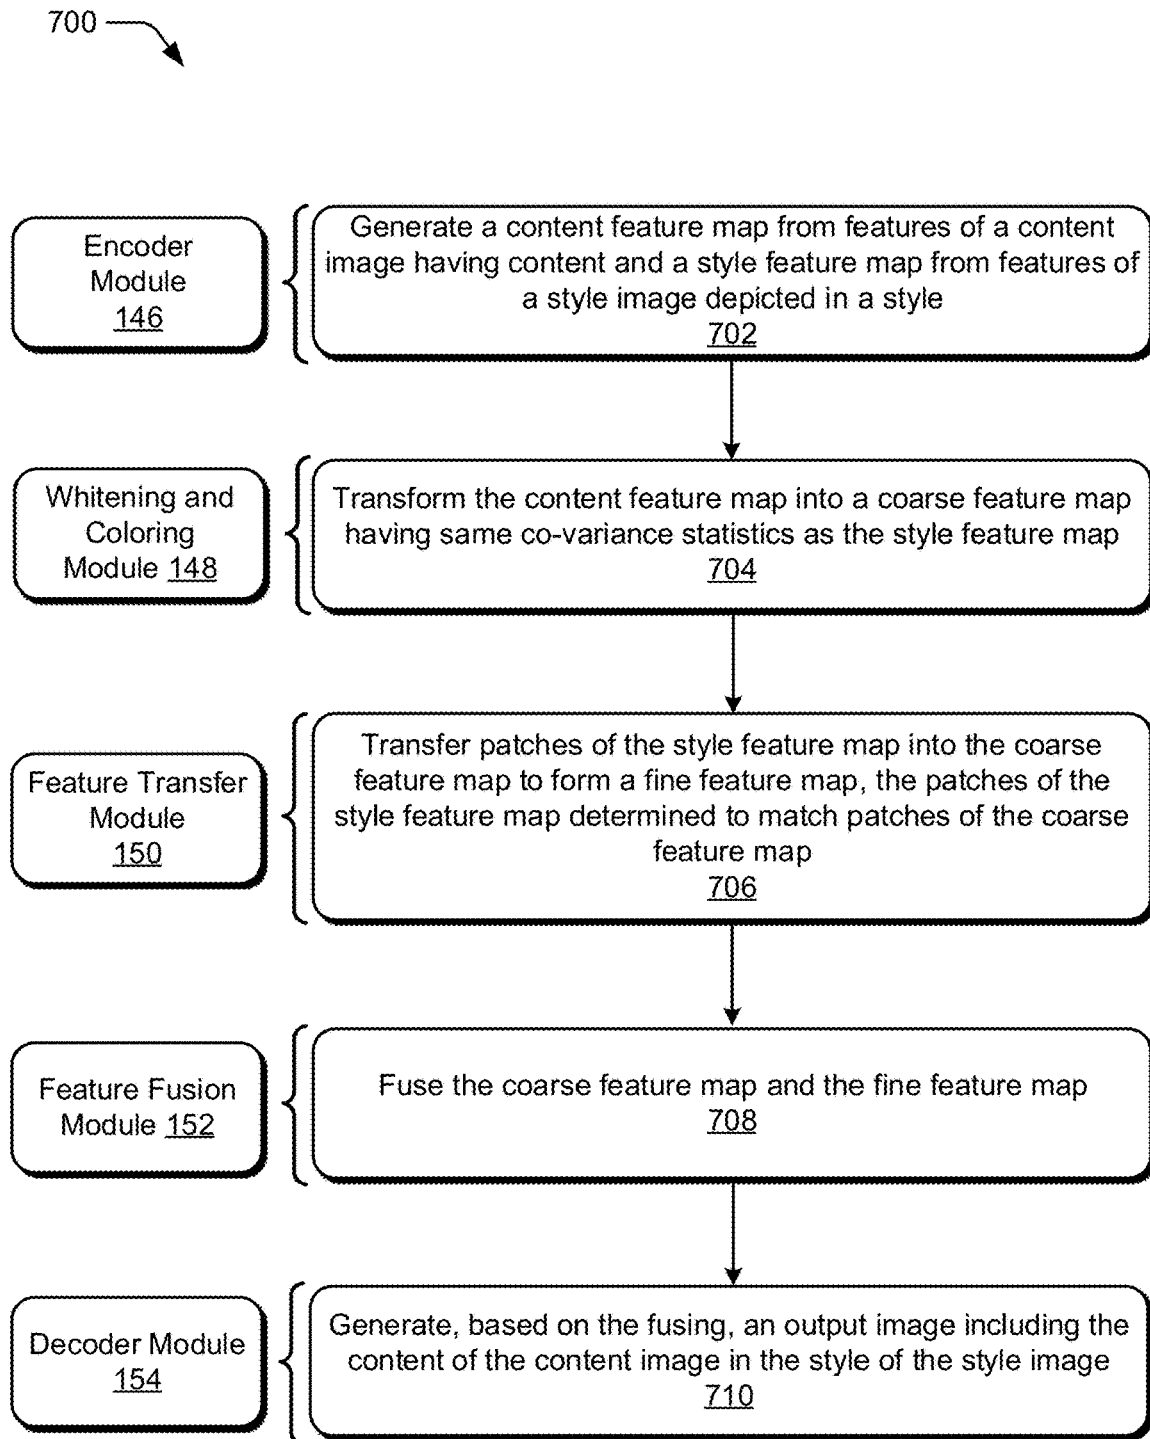 700
Encoder
Module
146
Generate a content feature map from features of a content
image having content and a style feature map from features of
a style image depicted in a style
702
Whitening and
Coloring
Module 148
Transform the content feature map into a coarse feature map
having same co-variance statistics as the style feature map
704
Feature Transfer
Module
150
Transfer patches of the style feature map into the coarse
feature map to form a fine feature map, the patches of the
style feature map determined to match patches of the coarse
feature map
706
Feature Fusion
Module 152
Fuse the coarse feature map and the fine feature map
708
Decoder Module
154
Generate, based on the fusing, an output image including the
content of the content image in the style of the style image
710